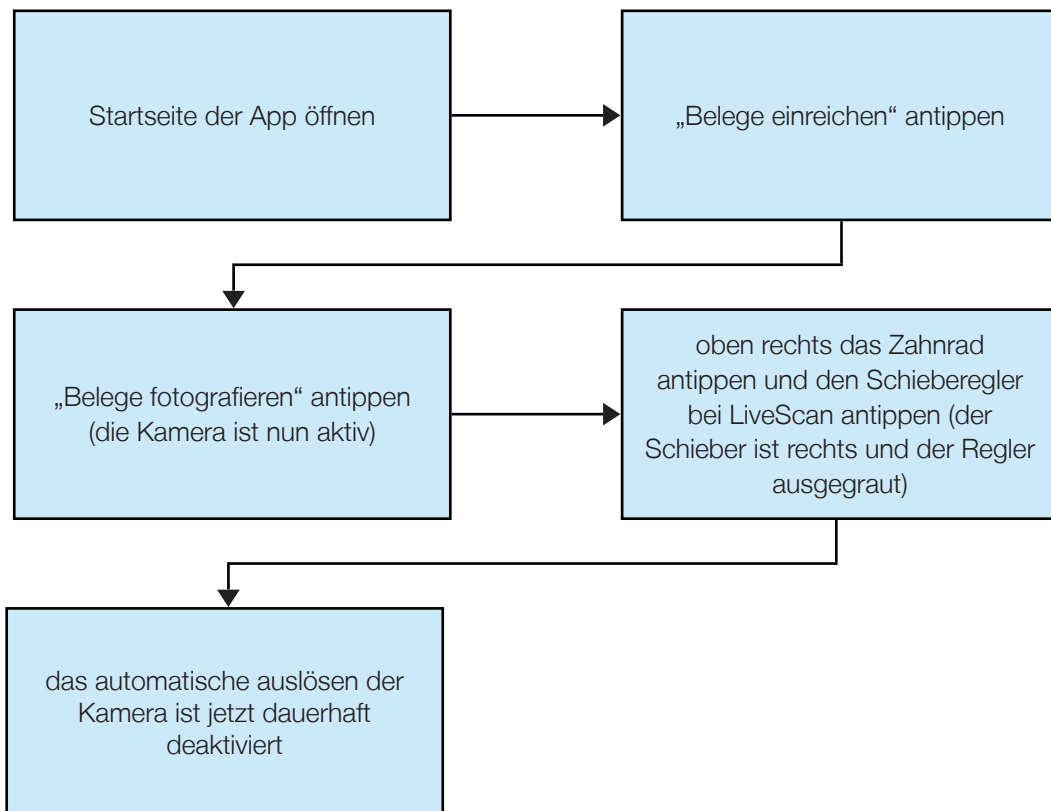 Startseite der App öffnen
„Belege einreichen“ antippen
„Belege fotografieren“ antippen
(die Kamera ist nun aktiv)
oben rechts das Zahnrad
antippen und den Schieberegler
bei LiveScan antippen (der
Schieber ist rechts und der Regler
ausgegraut)
das automatische auslösen der
Kamera ist jetzt dauerhaft
deaktiviert